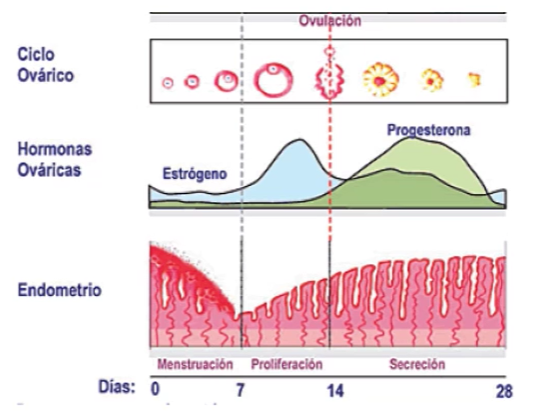 Ovulación
Ciclo
Ovárico
Hormonas
Ováricas
Estrógeno
Progesterona
Endometrio
Menstruación Proliferación Secreción
Días: 0 7 14 28